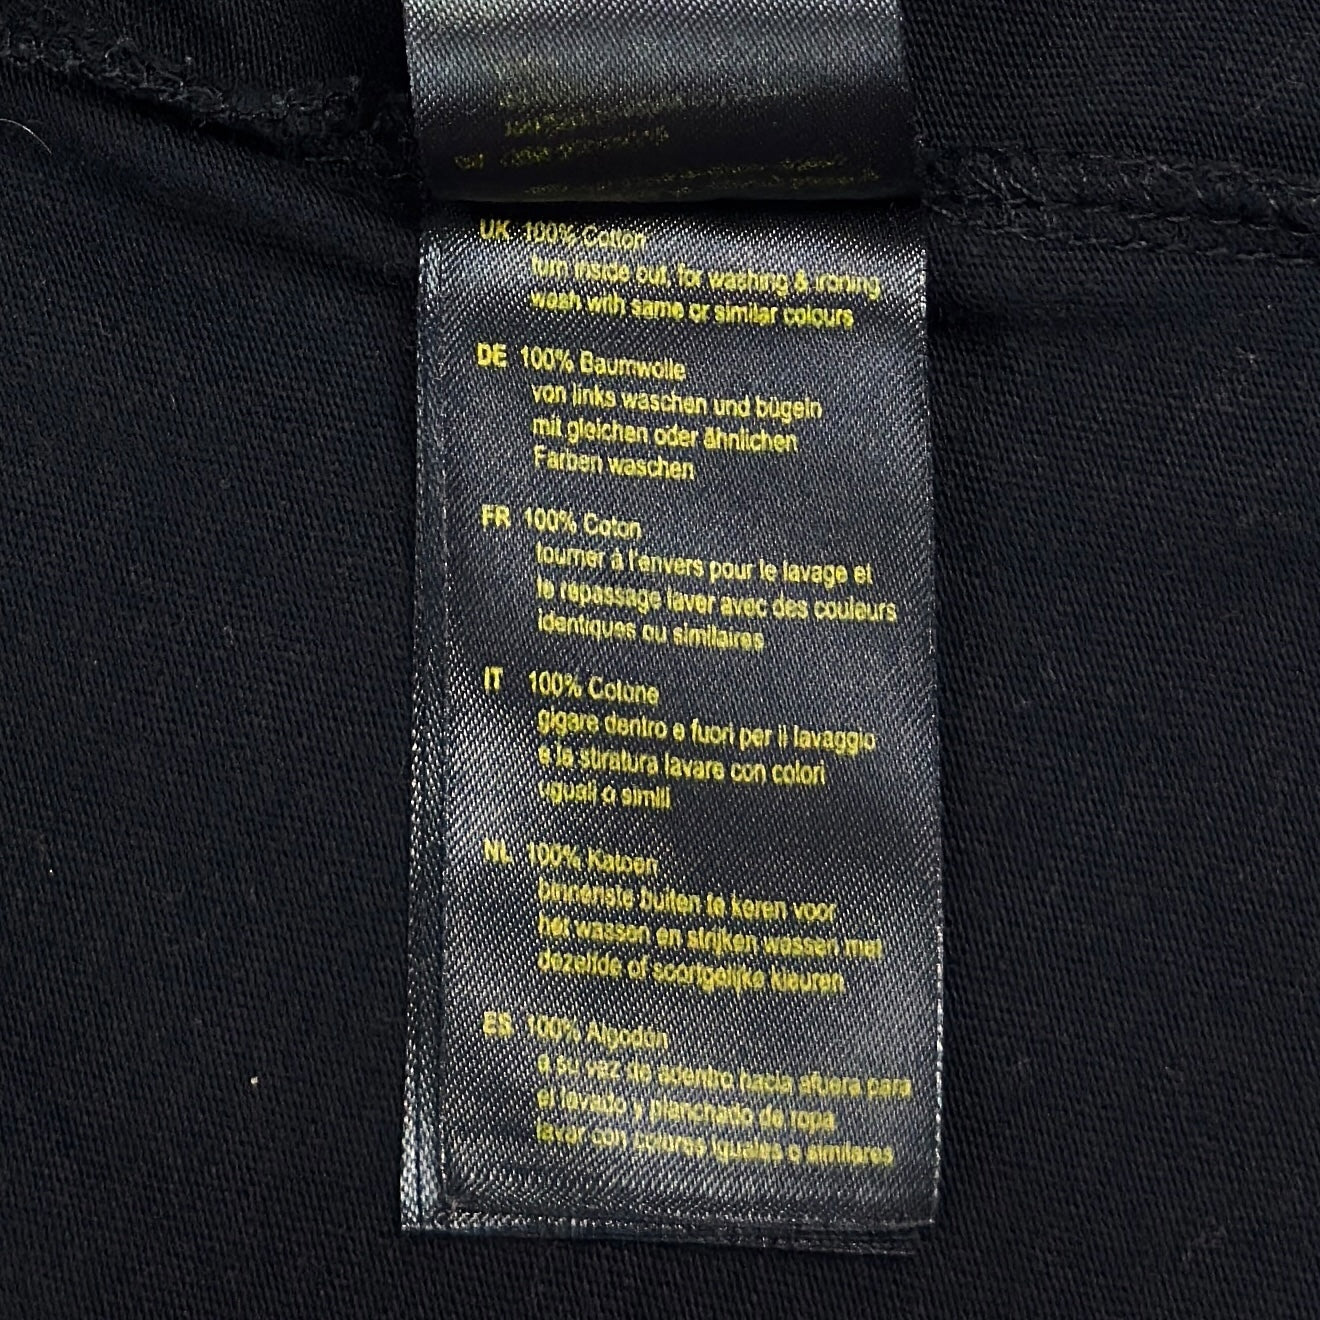 UK 100% Cotton
turn inside out for washing & ironing
wash with same or similar colours
DE 100% Baumwolle
von links waschen und bügeln
mit gleichen oder ähnlichen
Farben waschen
FR 100% Coton
tourner à l'envers pour le lavage et
le repassage laver avec des couleurs
identiques ou similaires
IT 100% Cotone
gigare dentro e fuori per il lavaggio
e la stiratura lavare con colori
uguali o simili
NL 100% Katoen
binnenste buiten te keren voor
het wassen en strijken wassen met
dezelfde of soortgelijke kleuren
ES 100% Algodón
a su vez de adentro hacia afuera para
el lavado y planchado de ropa
lavar con colores iguales o similares